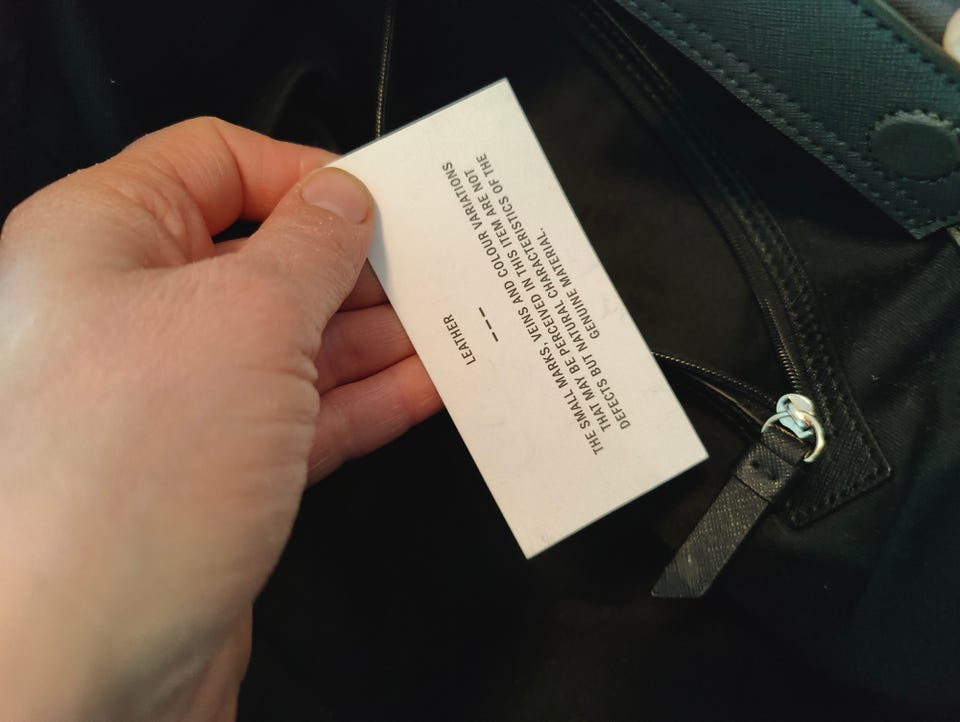 LEATHER
---
THE SMALL MARKS, VEINS AND COLOUR VARIATIONS
THAT MAY BE PERCEIVED IN THIS ITEM ARE NOT
DEFECTS BUT NATURAL CHARACTERISTICS OF THE
GENUINE MATERIAL.